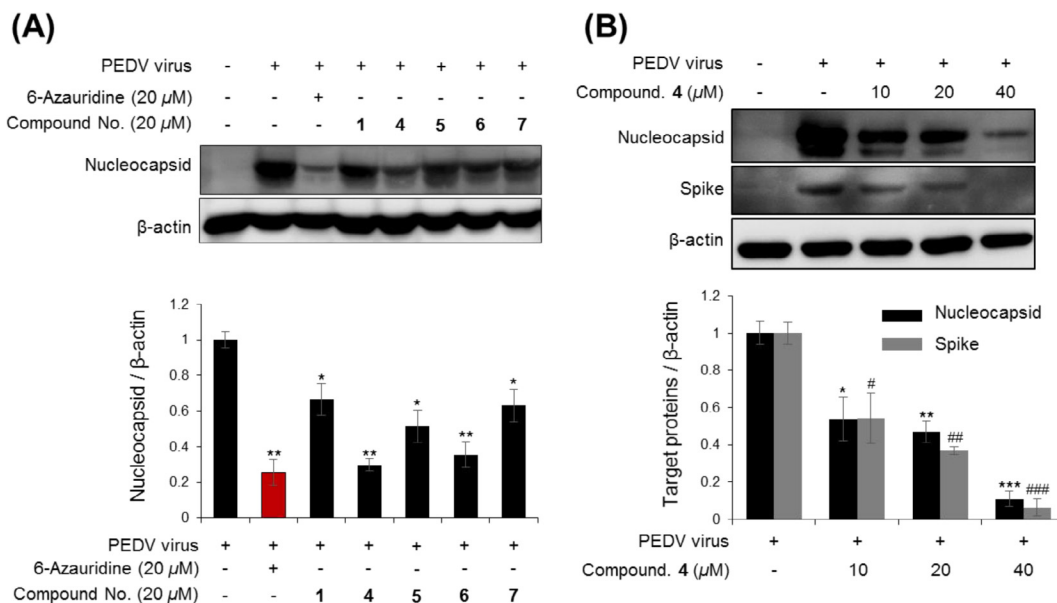 (A)
PEDV virus - + + + + + + +
6-Azauridine (20 µM) - - + - - - - -
Compound No. (20 µM) - - - 1 4 5 6 7
Nucleocapsid
β-actin
Nucleocapsid / β-actin
1.2
1
0.8
0.6
0.4
0.2
0
** * ** * ** *
PEDV virus + + + + + + +
6-Azauridine (20 µM) - + - - - - -
Compound No. (20 µM) - - 1 4 5 6 7
(B)
PEDV virus - + + + +
Compound. 4 (µM) - - 10 20 40
Nucleocapsid
Spike
β-actin
Target proteins / β-actin
1.2
1
0.8
0.6
0.4
0.2
0
Nucleocapsid
Spike
* # ** ## *** ###
PEDV virus + + + +
Compound. 4 (µM) - 10 20 40